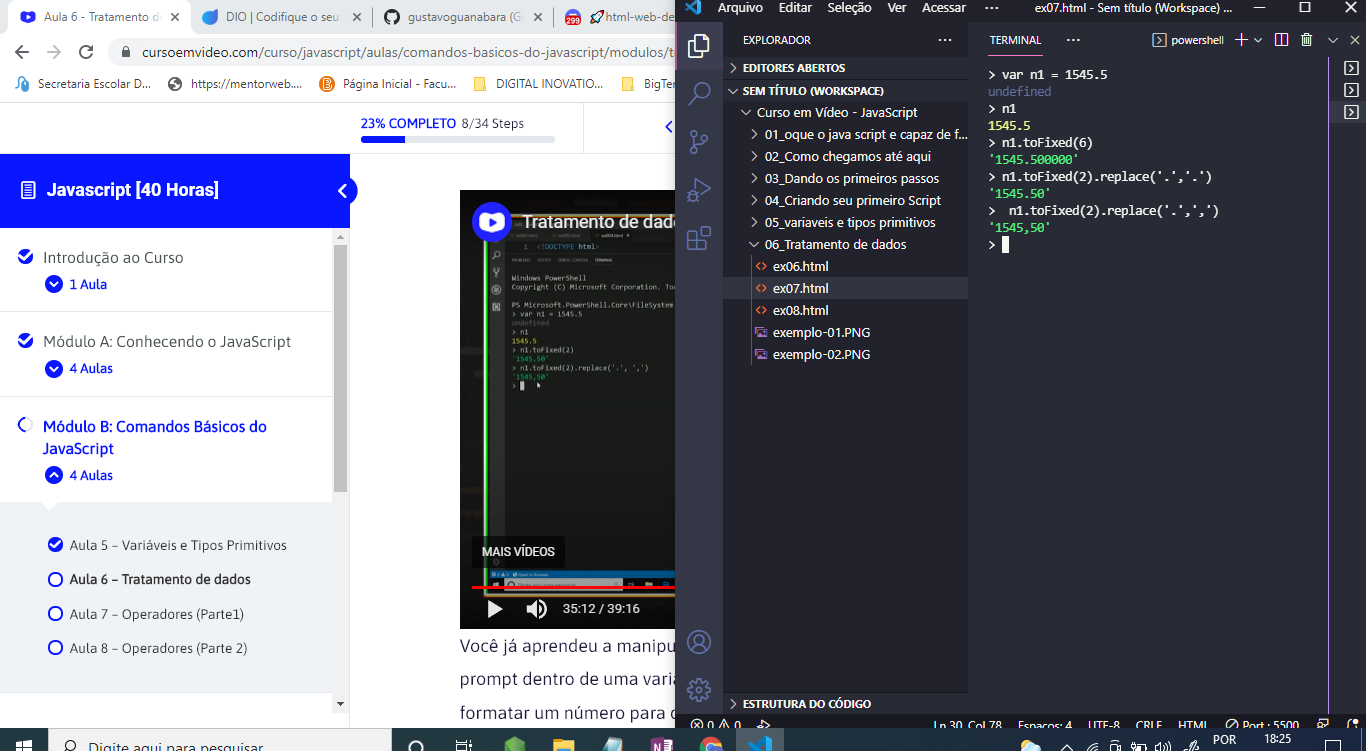 Aula 6 - Tratamento d
DIO | Codifique o seu
gustavoguanabara (G
299
html-web-de
cursoemvideo.com/curso/javascript/aulas/comandos-basicos-do-javascript/modulos/t
Secretaria Escolar D...
https://mentorweb....
Página Inicial - Facu...
DIGITAL INOVATIO...
BigTe
23% COMPLETO 8/34 Steps
Javascript [40 Horas]
Introdução ao Curso
1 Aula
Módulo A: Conhecendo o JavaScript
4 Aulas
Módulo B: Comandos Básicos do
JavaScript
4 Aulas
Aula 5 – Variáveis e Tipos Primitivos
Aula 6 – Tratamento de dados
Aula 7 – Operadores (Parte1)
Aula 8 – Operadores (Parte 2)
Tratamento de dad
1 <!DOCTYPE html>
Windows PowerShell
Copyright (C) Microsoft Corporation. To
PS Microsoft.PowerShell.Core\FileSystem
> var n1 = 1545.5
undefined
> n1
1545.5
> n1.toFixed(2)
'1545.50'
> n1.toFixed(2).replace('.', ',')
'1545,50'
>
MAIS VÍDEOS
35:12 / 39:16
Você já aprendeu a manipu
prompt dentro de uma vari
formatar um número para
Digite aqui para pesquisar
Arquivo Editar Seleção Ver Acessar ... ex07.html - Sem título (Workspace) ...
EXPLORADOR ...
EDITORES ABERTOS
SEM TÍTULO (WORKSPACE)
Curso em Vídeo - JavaScript
01_oque o java script e capaz de f...
02_Como chegamos até aqui
03_Dando os primeiros passos
04_Criando seu primeiro Script
05_variaveis e tipos primitivos
06_Tratamento de dados
ex06.html
ex07.html
ex08.html
exemplo-01.PNG
exemplo-02.PNG
ESTRUTURA DO CÓDIGO
TERMINAL ... powershell
> var n1 = 1545.5
undefined
> n1
1545.5
> n1.toFixed(6)
'1545.500000'
> n1.toFixed(2).replace('.','.')
'1545.50'
>  n1.toFixed(2).replace('.',',')
'1545,50'
>
0 0 Ln 30, Col 78 Espaços: 4 UTF-8 CRLF HTML Port : 5500
POR 18:25